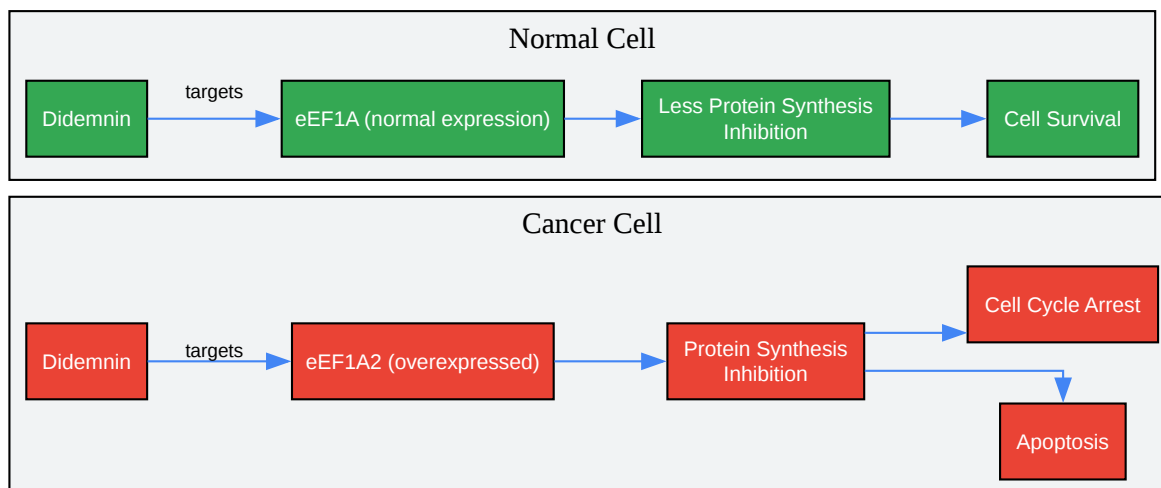 Normal Cell
Didemnin
targets
eEF1A (normal expression)
Less Protein Synthesis
Inhibition
Cell Survival
Cancer Cell
Didemnin
targets
eEF1A2 (overexpressed)
Protein Synthesis
Inhibition
Cell Cycle Arrest
Apoptosis